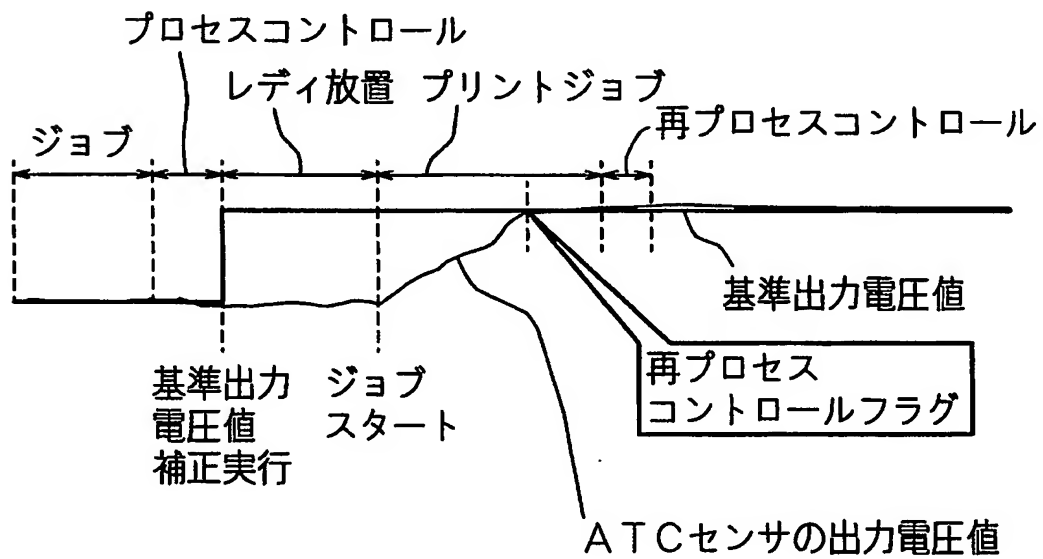 プロセスコントロール
レディ放置
プリントジョブ
再プロセスコントロール
ジョブ
基準出力電圧値
再プロセス
コントロールフラグ
基準出力
電圧値
補正実行
ジョブ
スタート
ATCセンサの出力電圧値